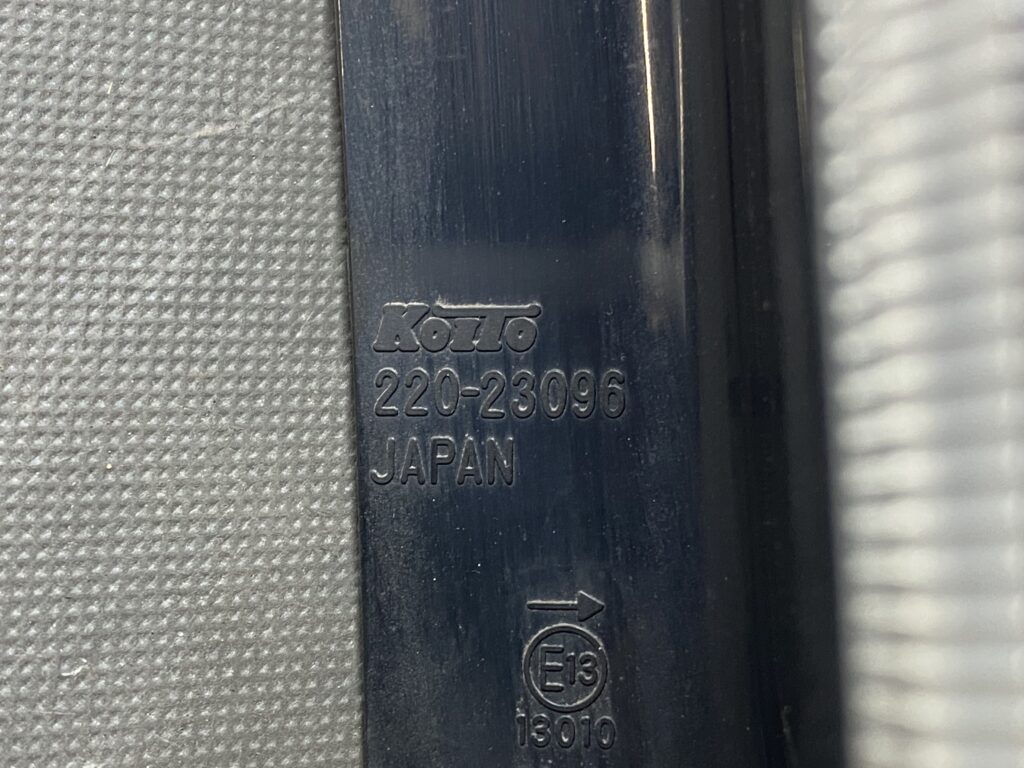 KOITO
220-23096
JAPAN
→
E13
13010